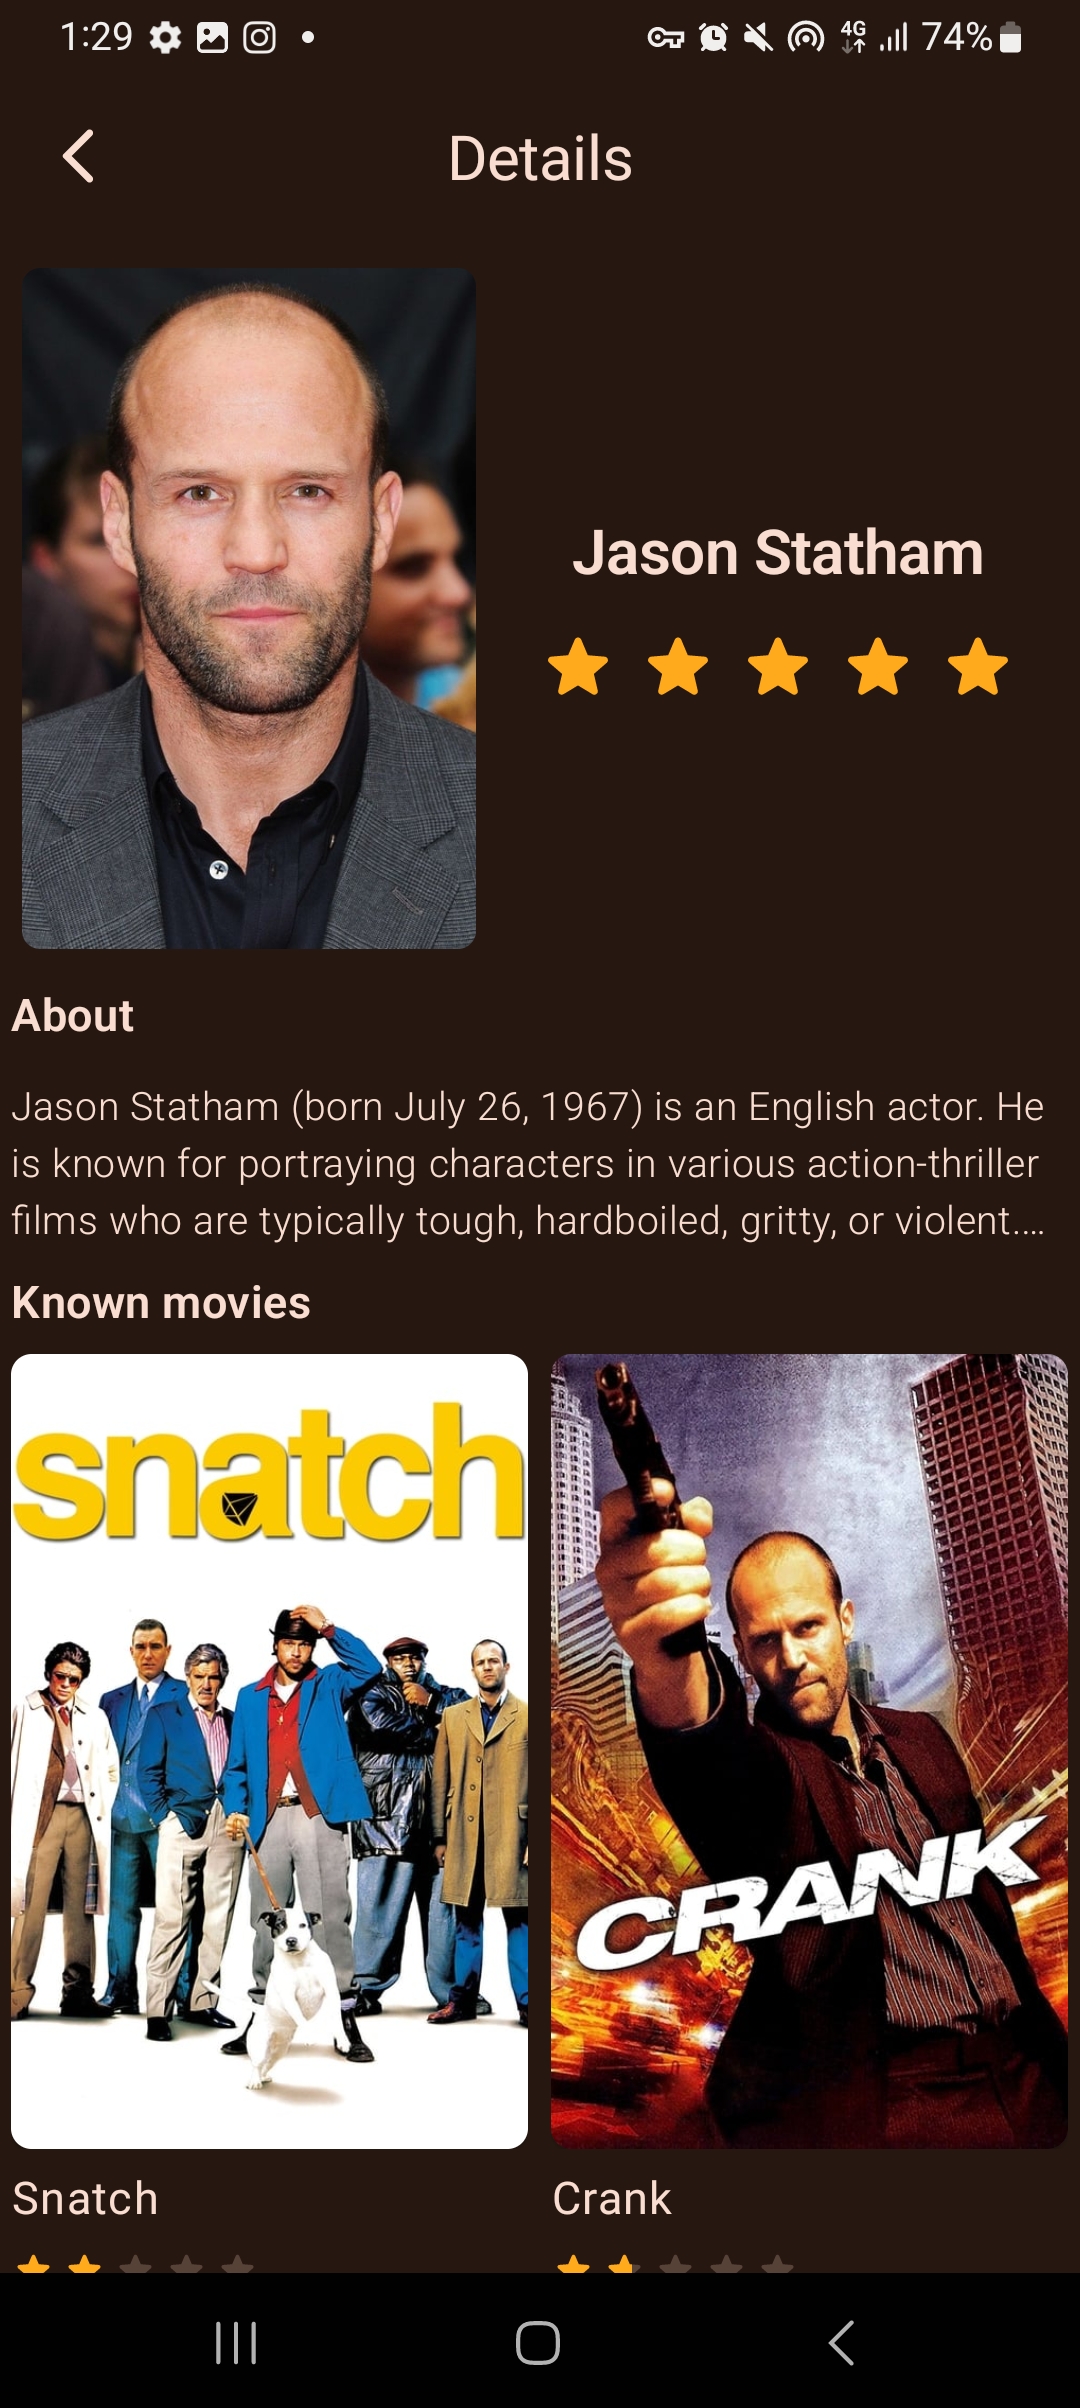 1:29 4G 74%
Details
Jason Statham
About
Jason Statham (born July 26, 1967) is an English actor. He
is known for portraying characters in various action-thriller
films who are typically tough, hardboiled, gritty, or violent.…
Known movies
snatch
CRANK
Snatch
Crank